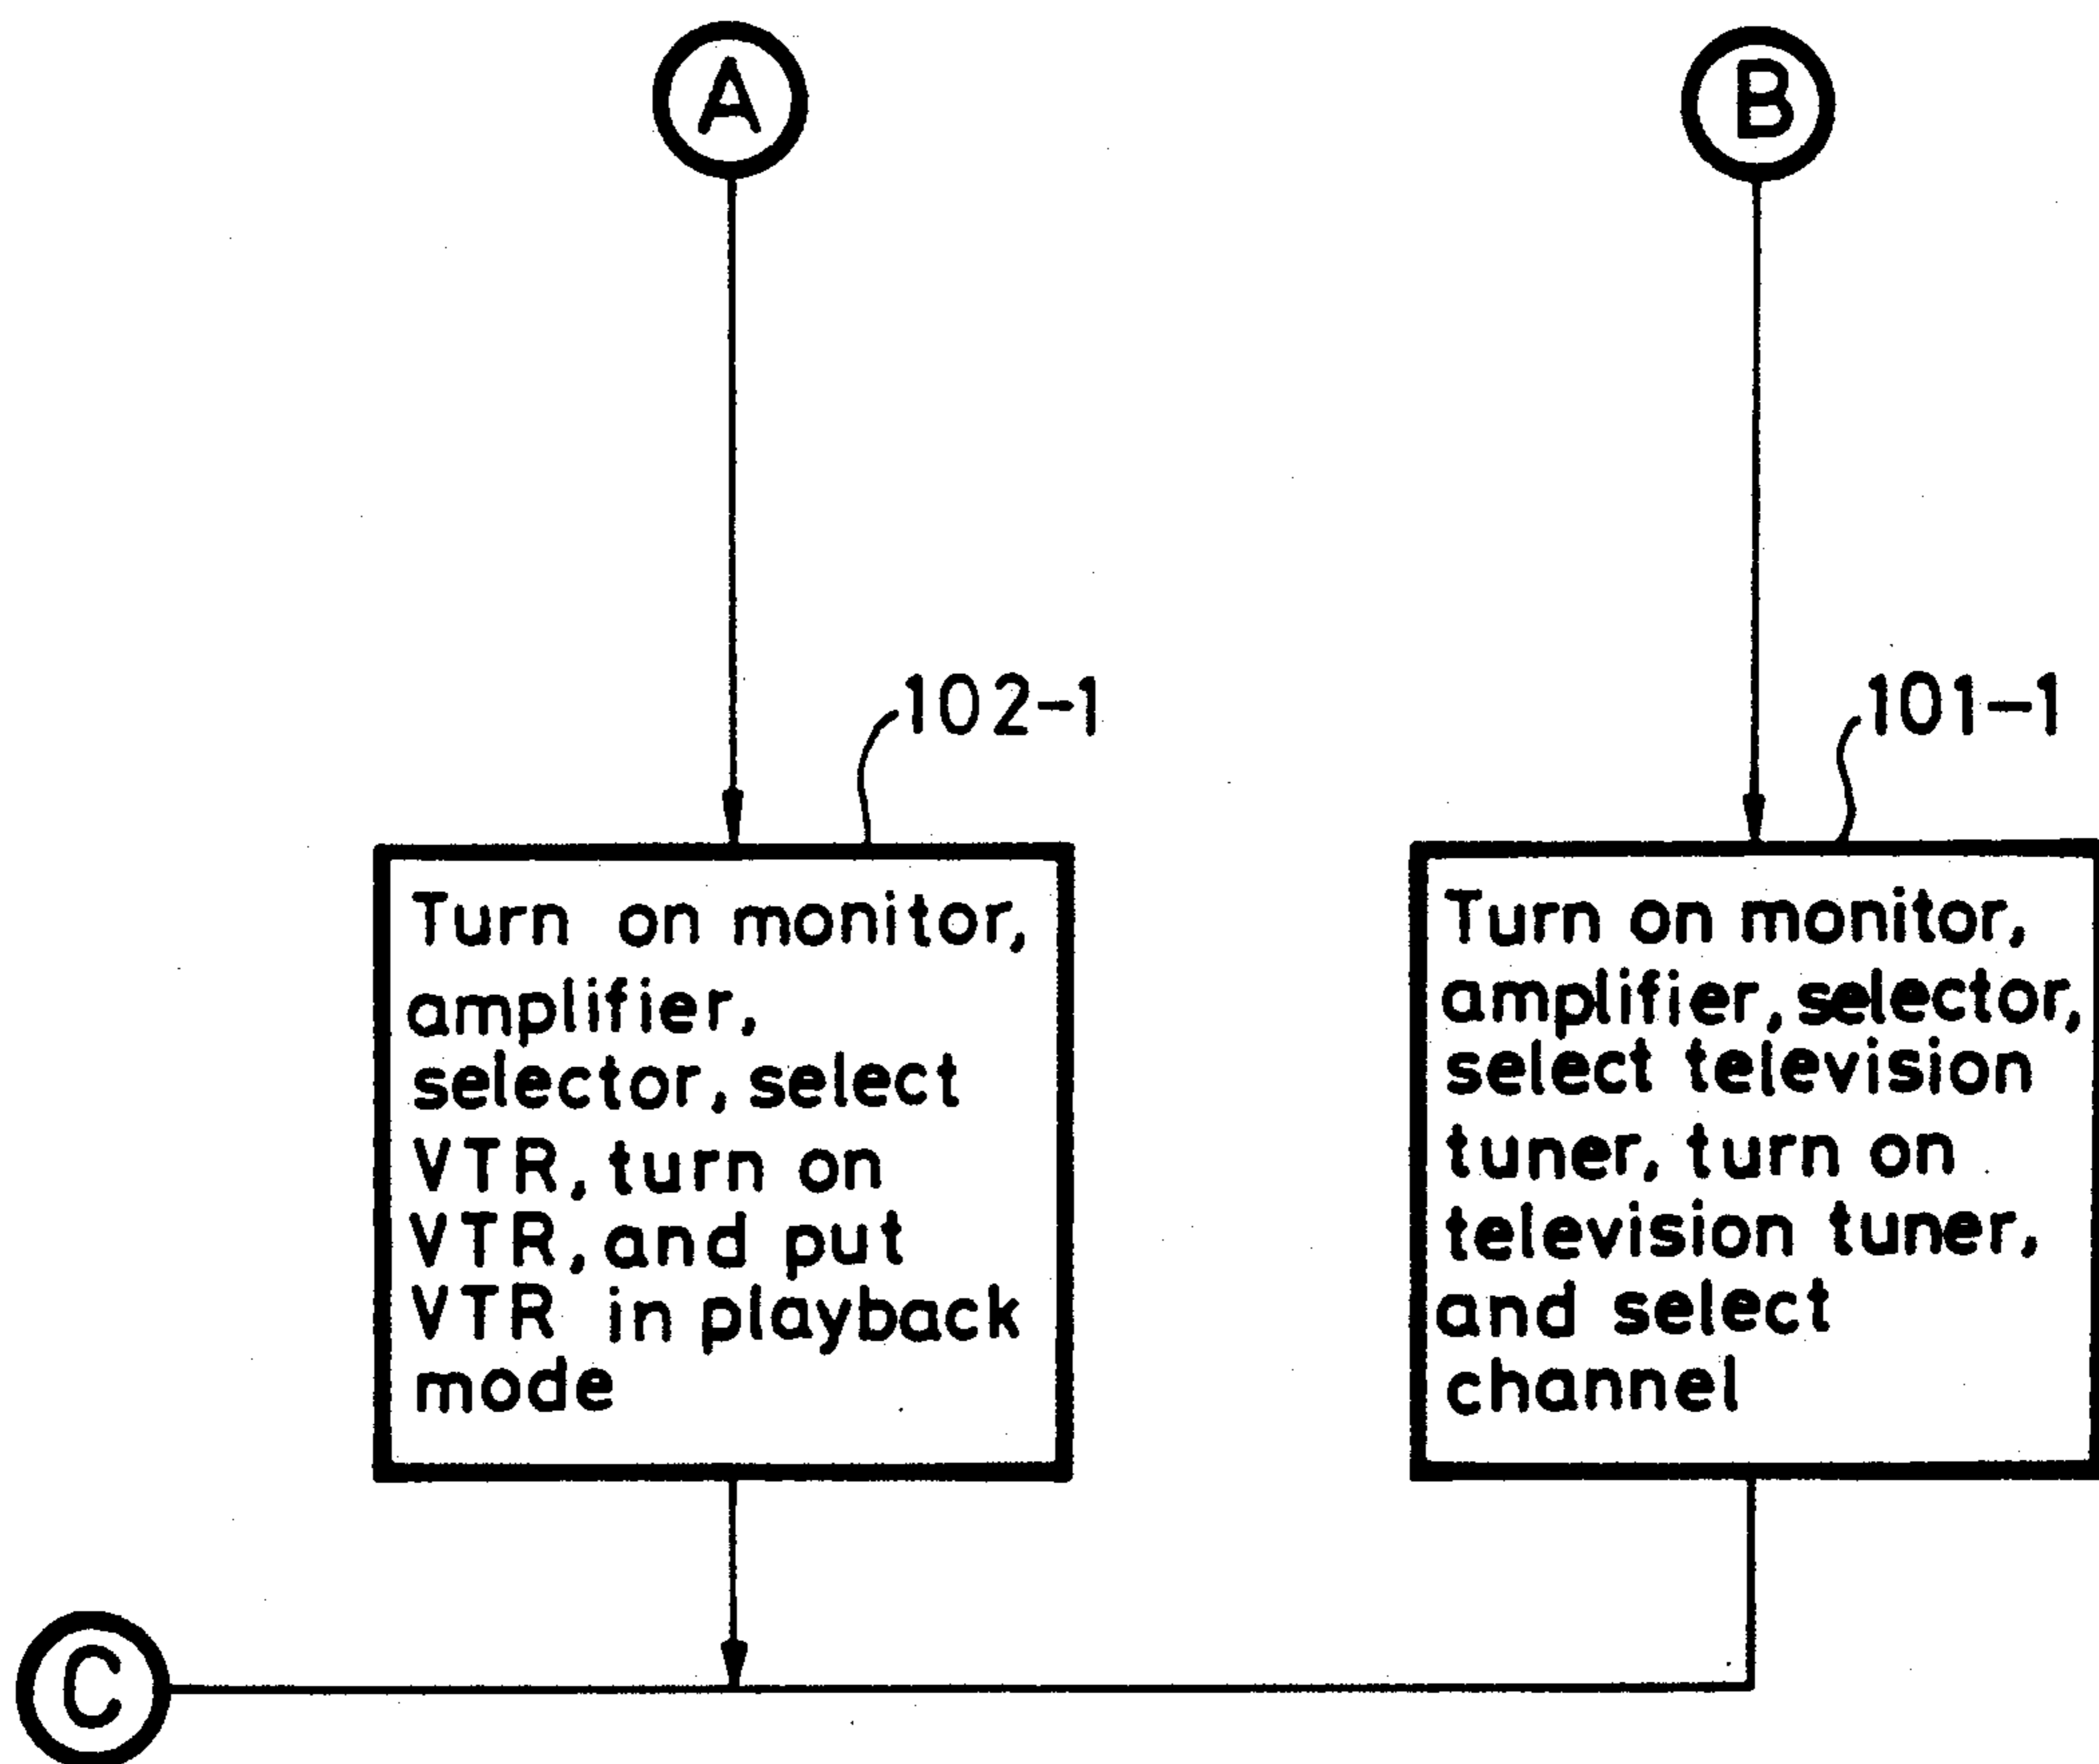 A
B
102-1
101-1
Turn on monitor,
amplifier,
selector, select
VTR, turn on
VTR, and put
VTR in playback
mode
Turn on monitor,
amplifier, selector,
select television
tuner, turn on
television tuner,
and select
channel
C